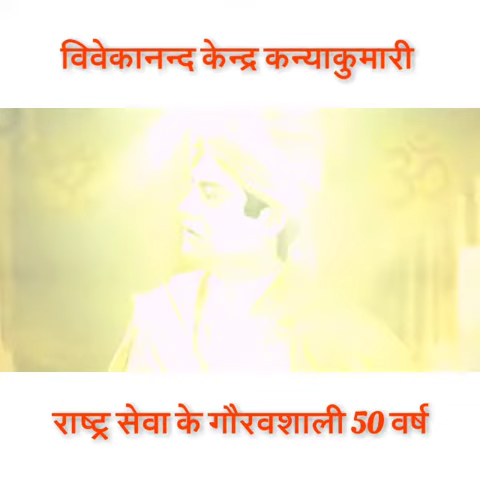 विवेकानन्द केन्द्र कन्याकुमारी
ॐ
राष्ट्र सेवा के गौरवशाली 50 वर्ष